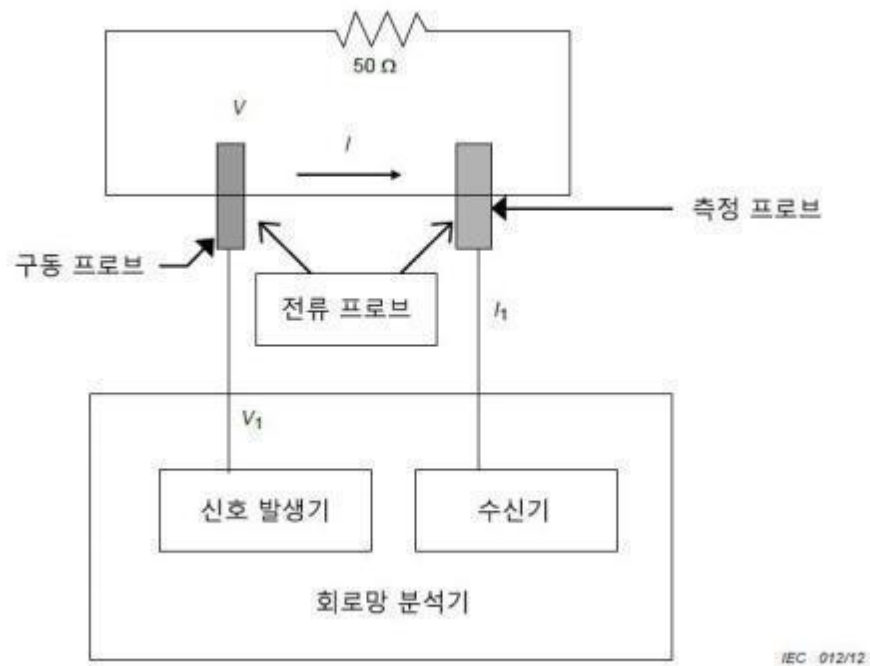 50 Ω
V
I
측정 프로브
구동 프로브
전류 프로브
I1
V1
신호 발생기
수신기
회로망 분석기
IEC 012/12